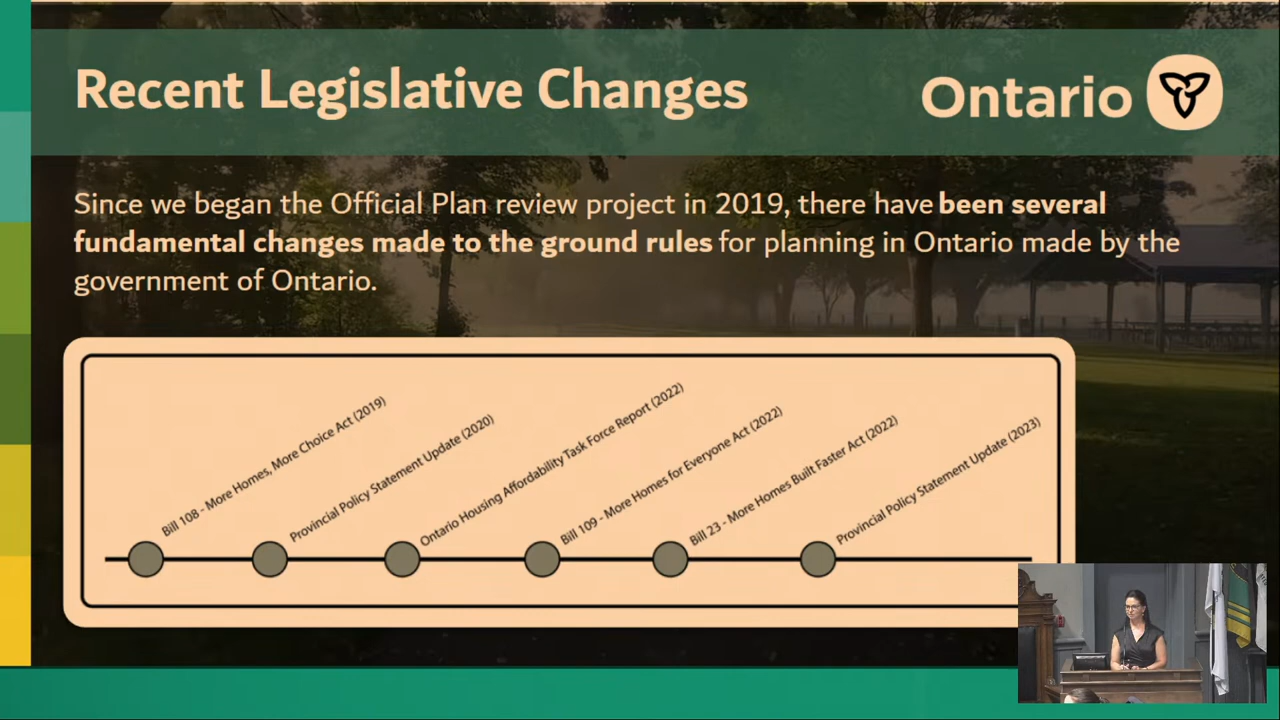 Recent Legislative Changes
Ontario
Since we began the Official Plan review project in 2019, there have been several
fundamental changes made to the ground rules for planning in Ontario made by the
government of Ontario.
Bill 108 - More Homes, More Choice Act (2019)
Provincial Policy Statement Update (2020)
Ontario Housing Affordability Task Force Report (2022)
Bill 109 - More Homes for Everyone Act (2022)
Bill 23 - More Homes Built Faster Act (2022)
Provincial Policy Statement Update (2023)